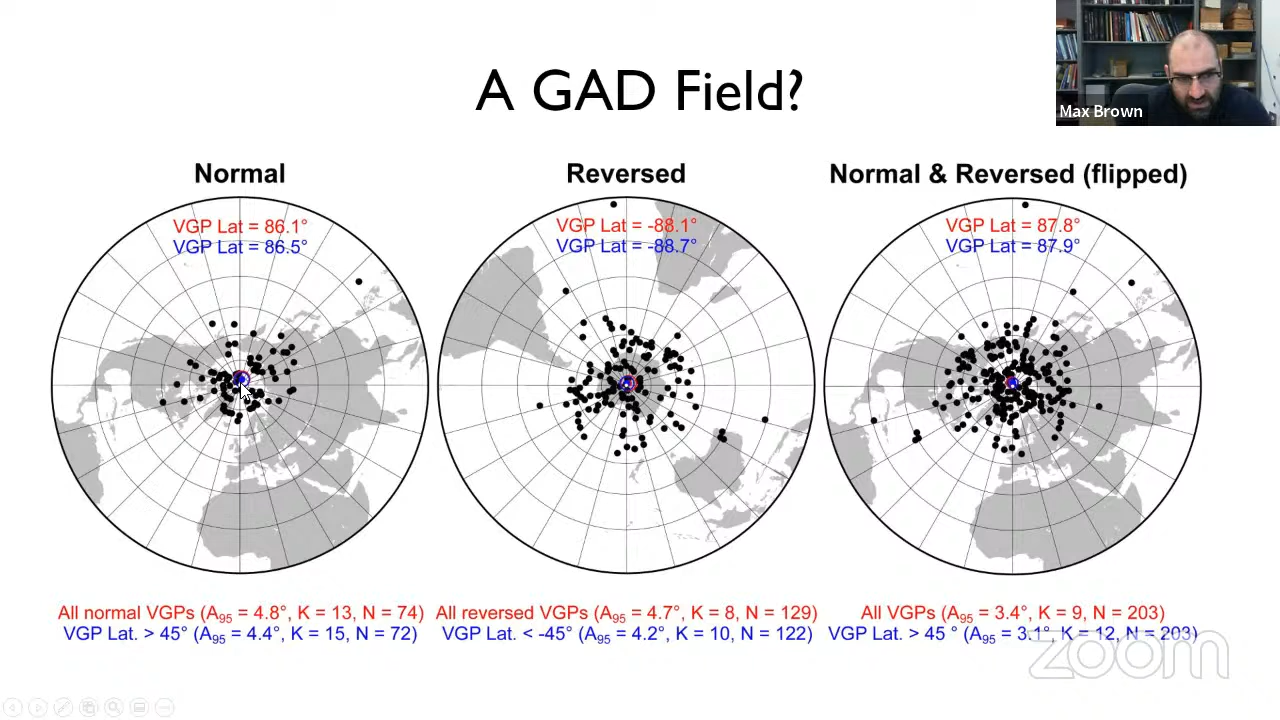 A GAD Field?
Max Brown
Normal
VGP Lat = 86.1°
VGP Lat = 86.5°
Reversed
VGP Lat = -88.1°
VGP Lat = -88.7°
Normal & Reversed (flipped)
VGP Lat = 87.8°
VGP Lat = 87.9°
All normal VGPs (A95 = 4.8°, K = 13, N = 74)
VGP Lat. > 45° (A95 = 4.4°, K = 15, N = 72)
All reversed VGPs (A95 = 4.7°, K = 8, N = 129)
VGP Lat. < -45° (A95 = 4.2°, K = 10, N = 122)
All VGPs (A95 = 3.4°, K = 9, N = 203)
VGP Lat. > 45 ° (A95 = 3.1°, K = 12, N = 203)
zoom